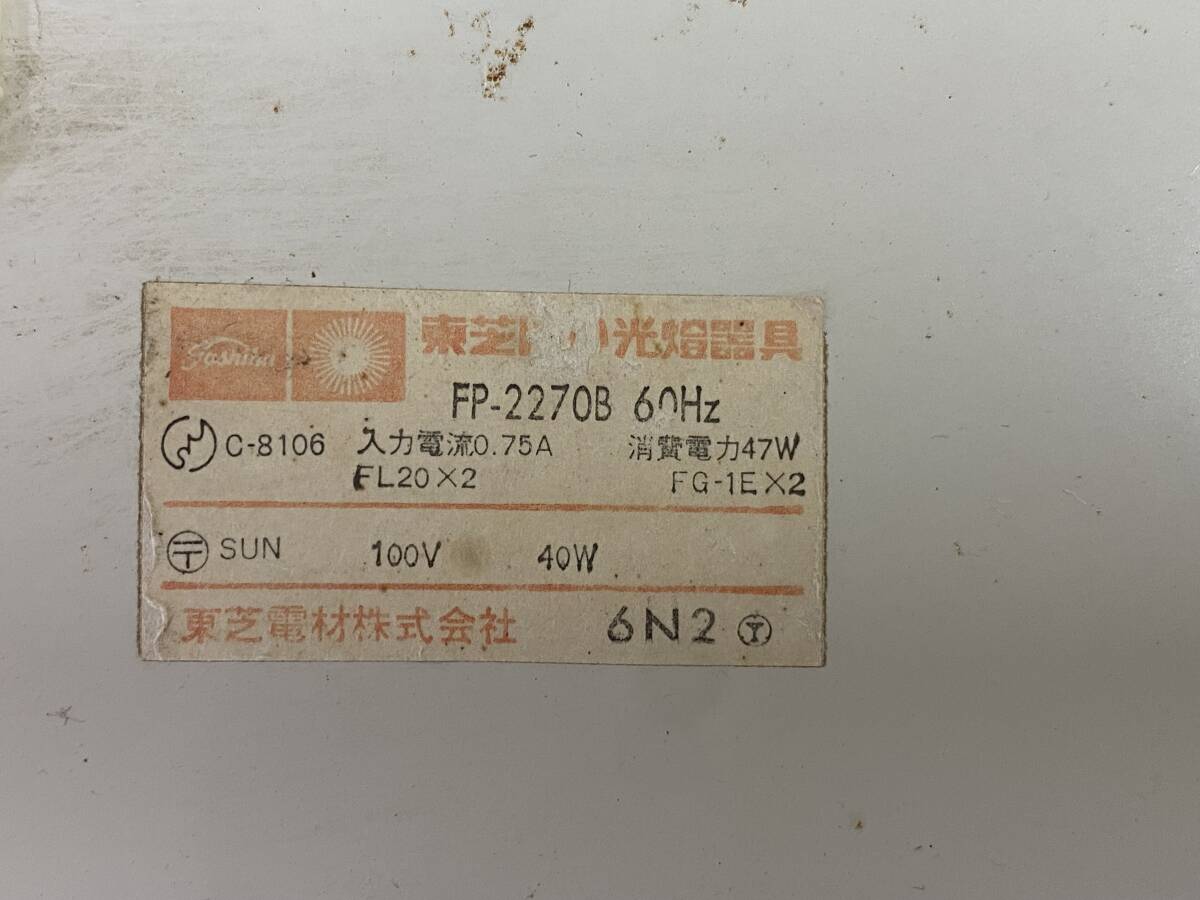 Toshiba
東芝けい光燈器具
FP-2270B 60Hz
C-8106 入力電流0.75A 消費電力47W
FL20×2 FG-1E×2
〒 SUN 100V 40W
東芝電材株式会社 6N2